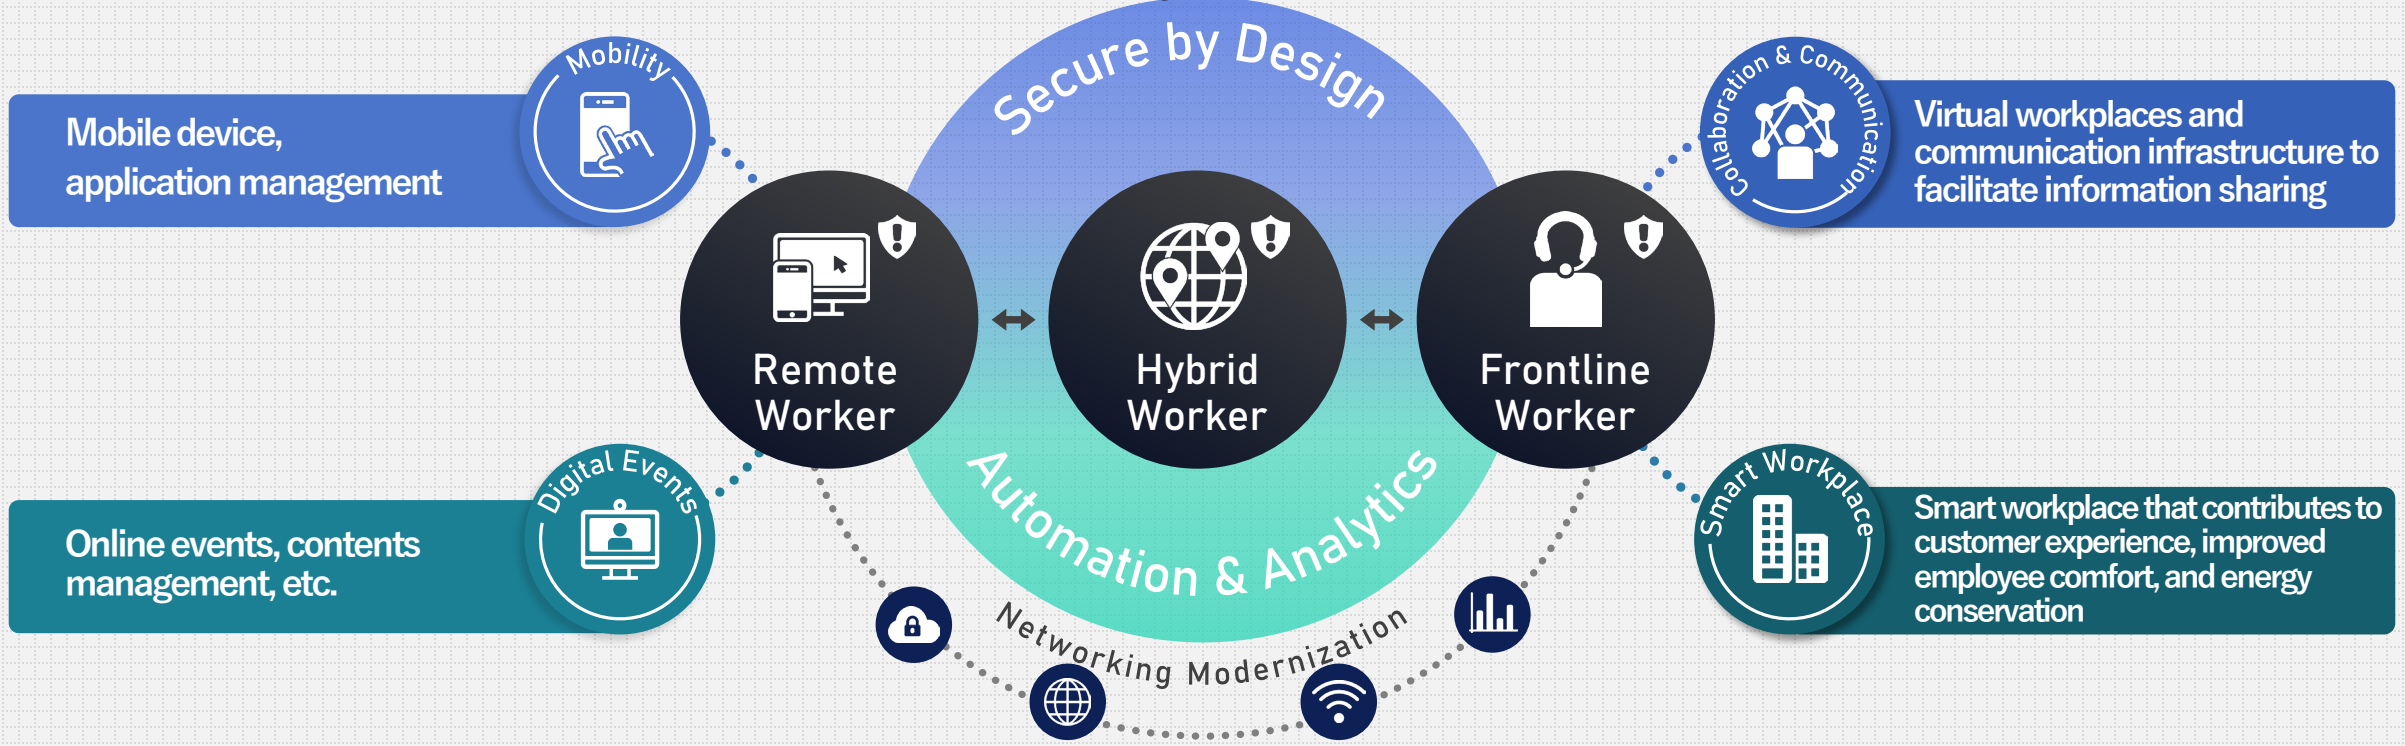 Secure by Design
Mobility
Mobile device,
application management
Collaboration & Communication
Virtual workplaces and
communication infrastructure to
facilitate information sharing
Remote
Worker
Hybrid
Worker
Frontline
Worker
Digital Events
Online events, contents
management, etc.
Automation & Analytics
Smart Workplace
Smart workplace that contributes to
customer experience, improved
employee comfort, and energy
conservation
Networking Modernization